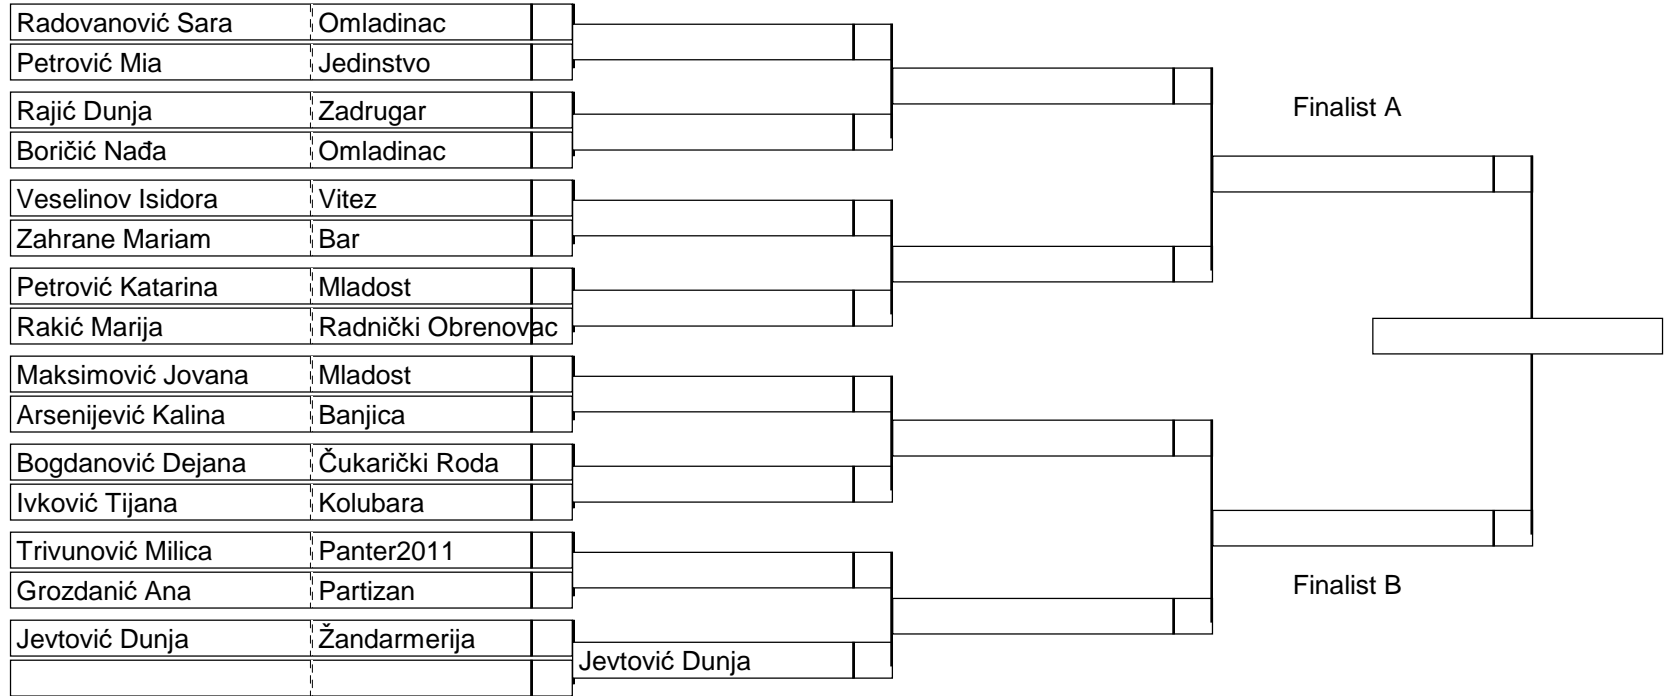 Radovanović Sara Omladinac
Petrović Mia Jedinstvo
Rajić Dunja Zadrugar
Finalist A
Boričić Nađa Omladinac
Veselinov Isidora Vitez
Zahrane Mariam Bar
Petrović Katarina Mladost
Rakić Marija Radnički Obrenovac
Maksimović Jovana Mladost
Arsenijević Kalina Banjica
Bogdanović Dejana Čukarički Roda
Ivković Tijana Kolubara
Trivunović Milica Panter2011
Grozdanić Ana Partizan
Finalist B
Jevtović Dunja Žandarmerija
Jevtović Dunja